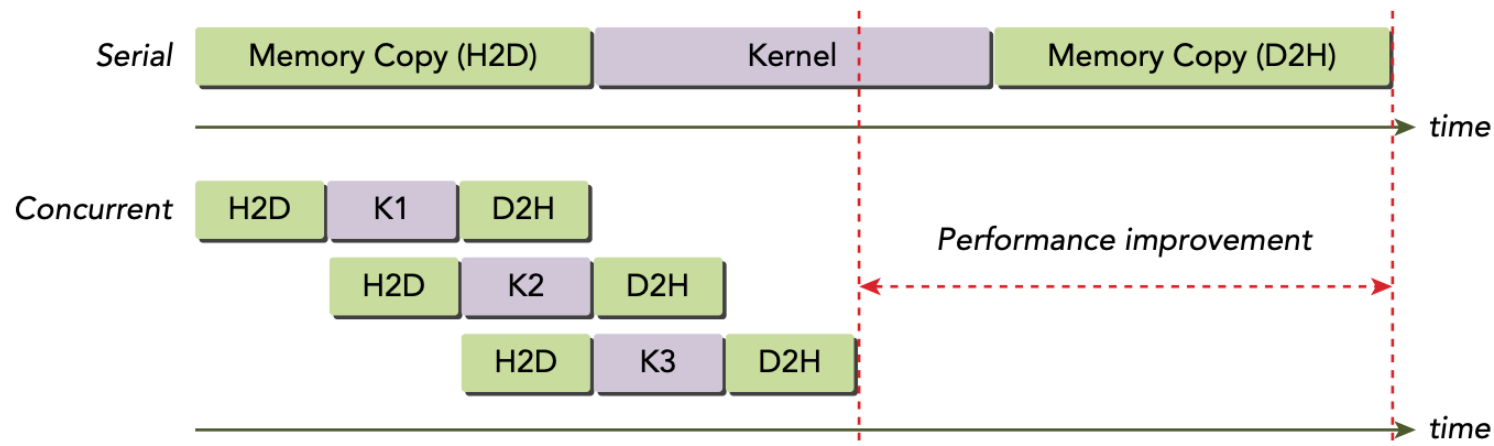 Serial Memory Copy (H2D) Kernel Memory Copy (D2H)
time
Concurrent H2D K1 D2H
Performance improvement
H2D K2 D2H
H2D K3 D2H
time